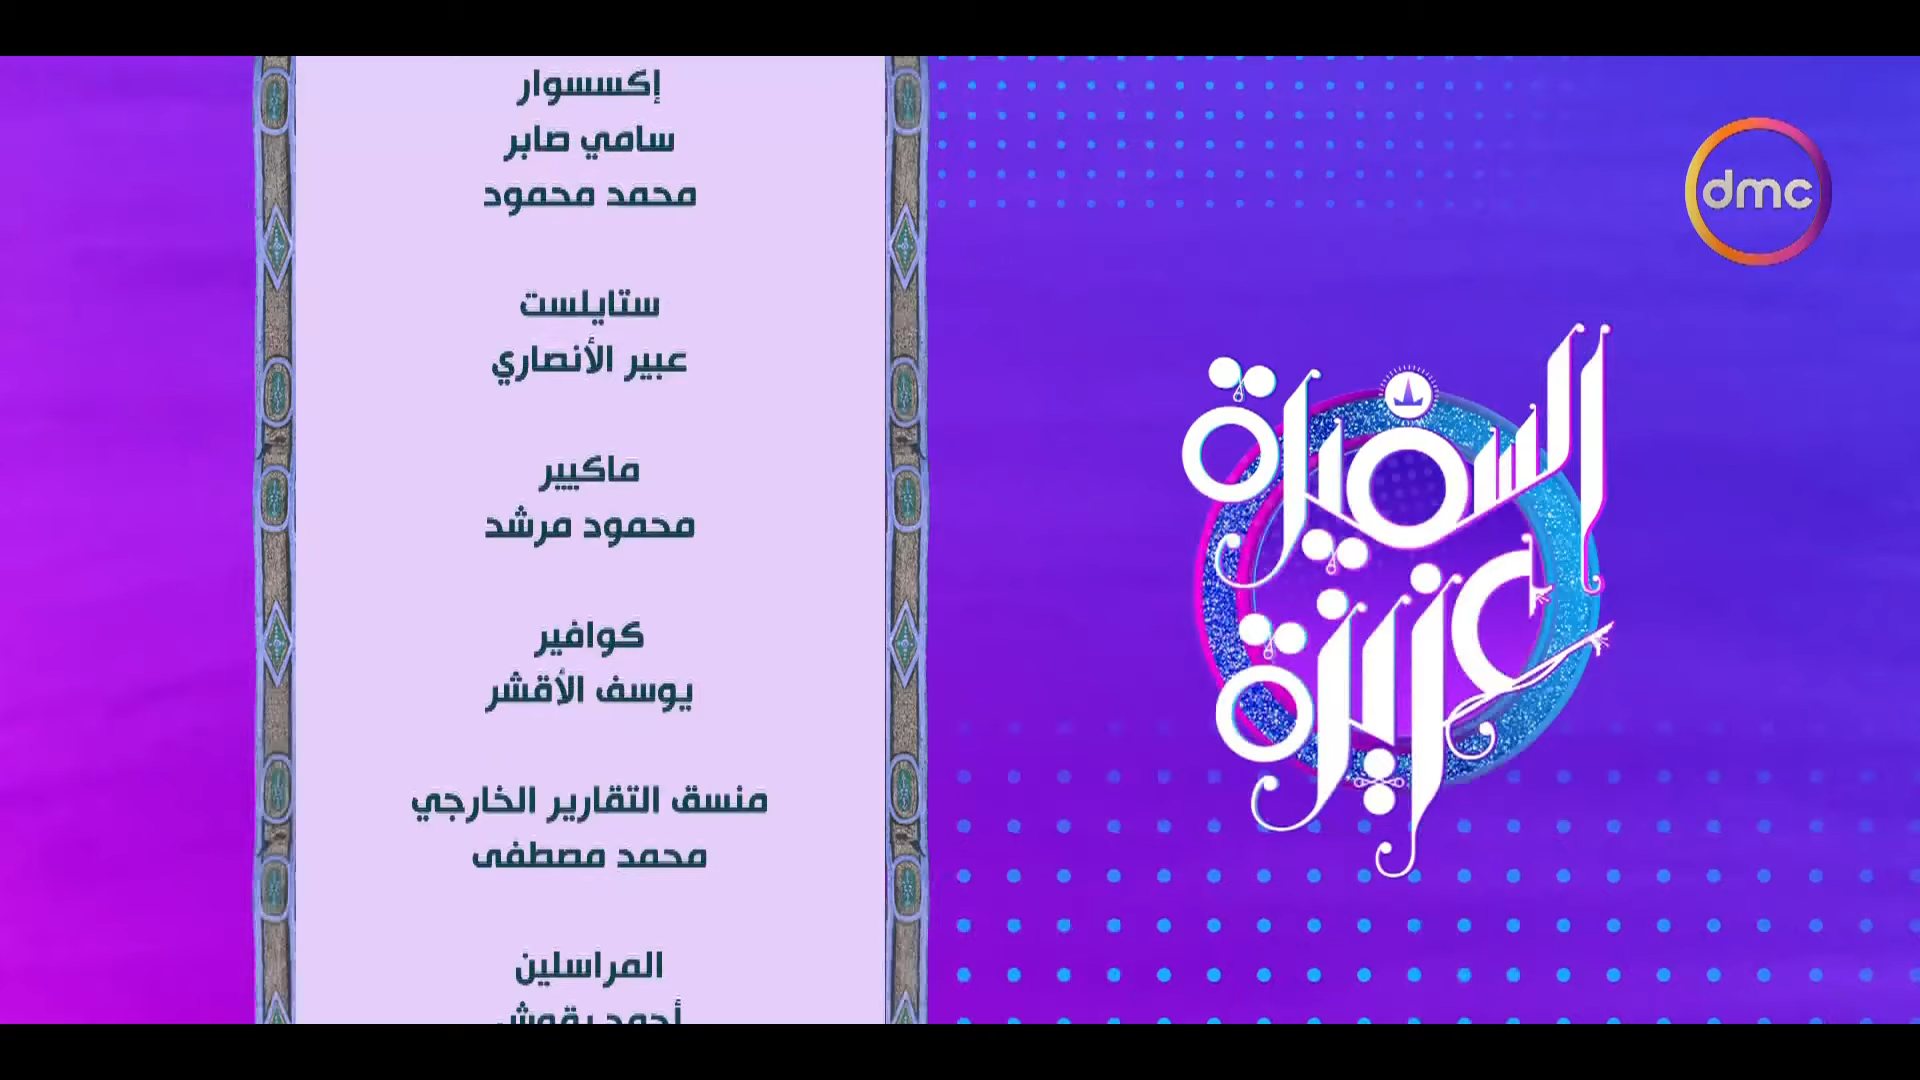 إكسسوار
سامي صابر
محمد محمود
ستايلست
عبير الأنصاري
ماكيير
محمود مرشد
كوافير
يوسف الأقشر
منسق التقارير الخارجي
محمد مصطفى
المراسلين
أحمد
dmc
السفيرة
عزيزة